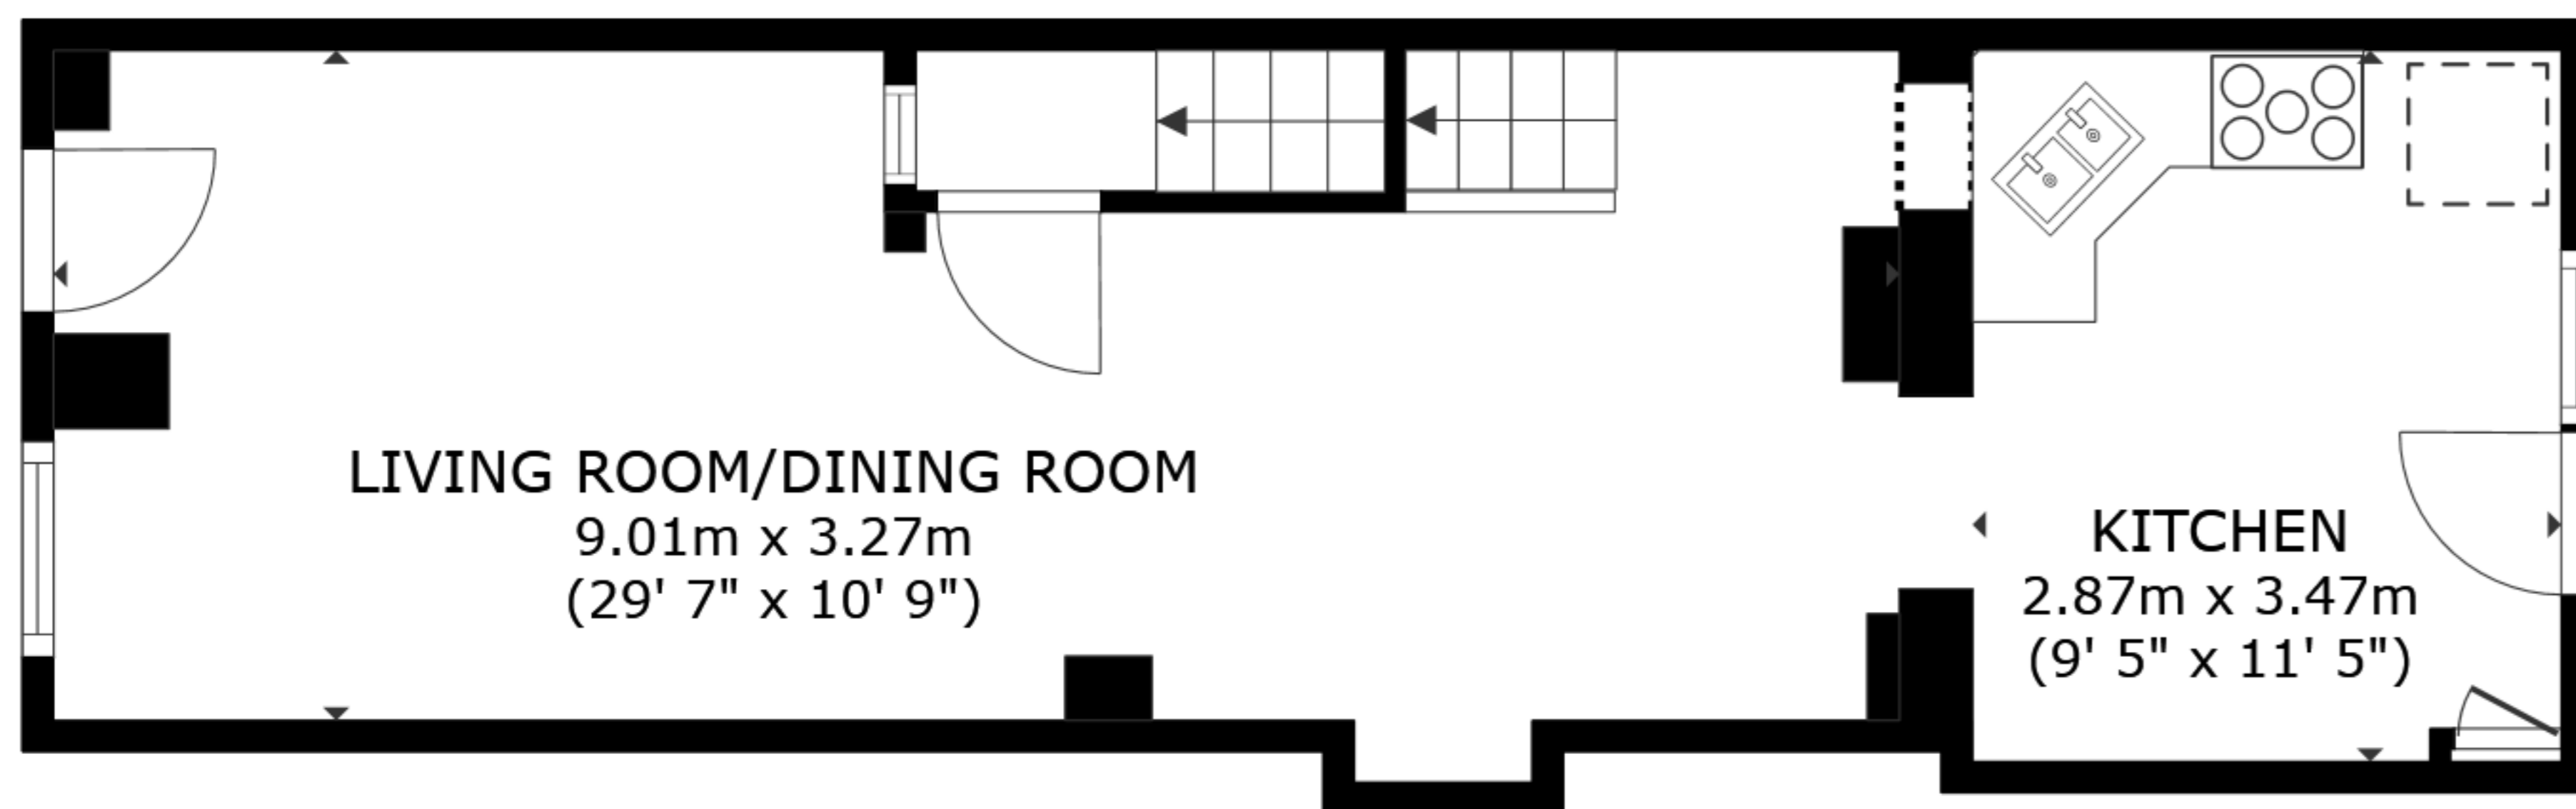 LIVING ROOM/DINING ROOM
9.01m x 3.27m
(29' 7" x 10' 9")
KITCHEN
2.87m x 3.47m
(9' 5" x 11' 5")